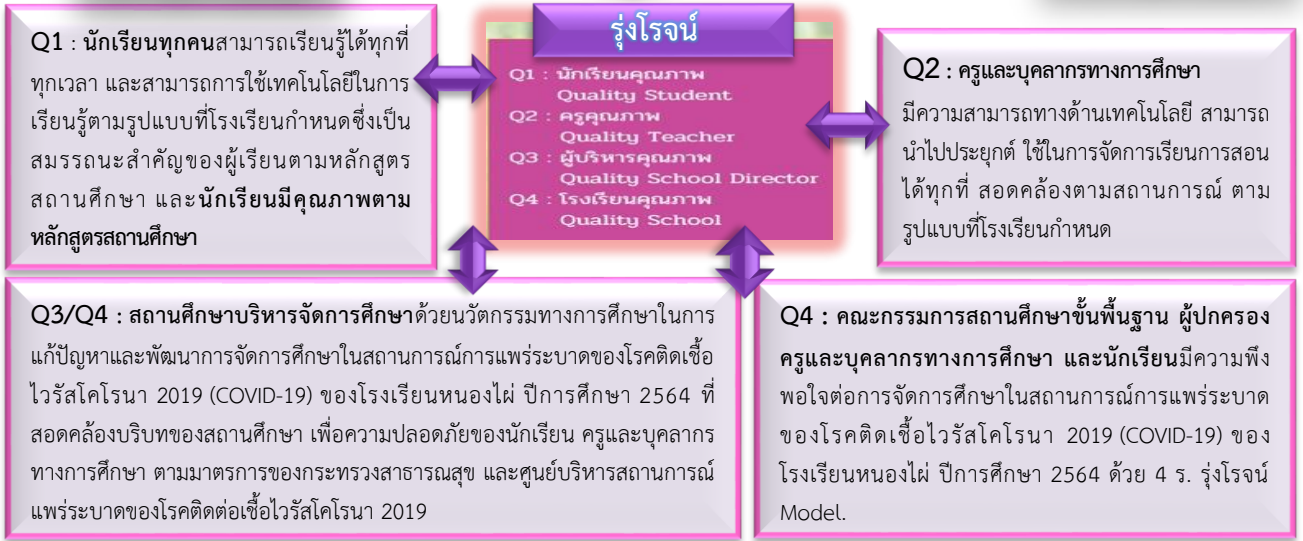 รุ่งโรจน์
Q1 : นักเรียนทุกคนสามารถเรียนรู้ได้ทุกที่
ทุกเวลา และสามารถการใช้เทคโนโลยีในการ
เรียนรู้ตามรูปแบบที่โรงเรียนกำหนดซึ่งเป็น
สมรรถนะสำคัญของผู้เรียนตามหลักสูตร
สถานศึกษา และนักเรียนมีคุณภาพตาม
หลักสูตรสถานศึกษา
Q1 : นักเรียนคุณภาพ
Quality Student
Q2 : ครูคุณภาพ
Quality Teacher
Q3 : ผู้บริหารคุณภาพ
Quality School Director
Q4 : โรงเรียนคุณภาพ
Quality School
Q2 : ครูและบุคลากรทางการศึกษา
มีความสามารถทางด้านเทคโนโลยี สามารถ
นำไปประยุกต์ ใช้ในการจัดการเรียนการสอน
ได้ทุกที่ สอดคล้องตามสถานการณ์ ตาม
รูปแบบที่โรงเรียนกำหนด
Q3/Q4 : สถานศึกษาบริหารจัดการศึกษาด้วยนวัตกรรมทางการศึกษาในการ
แก้ปัญหาและพัฒนาการจัดการศึกษาในสถานการณ์การแพร่ระบาดของโรคติดเชื้อ
ไวรัสโคโรนา 2019 (COVID-19) ของโรงเรียนหนองไผ่ ปีการศึกษา 2564 ที่
สอดคล้องบริบทของสถานศึกษา เพื่อความปลอดภัยของนักเรียน ครูและบุคลากร
ทางการศึกษา ตามมาตรการของกระทรวงสาธารณสุข และศูนย์บริหารสถานการณ์
แพร่ระบาดของโรคติดต่อเชื้อไวรัสโคโรนา 2019
Q4 : คณะกรรมการสถานศึกษาขั้นพื้นฐาน ผู้ปกครอง
ครูและบุคลากรทางการศึกษา และนักเรียนมีความพึง
พอใจต่อการจัดการศึกษาในสถานการณ์การแพร่ระบาด
ของโรคติดเชื้อไวรัสโคโรนา 2019 (COVID-19) ของ
โรงเรียนหนองไผ่ ปีการศึกษา 2564 ด้วย 4 ร. รุ่งโรจน์
Model.